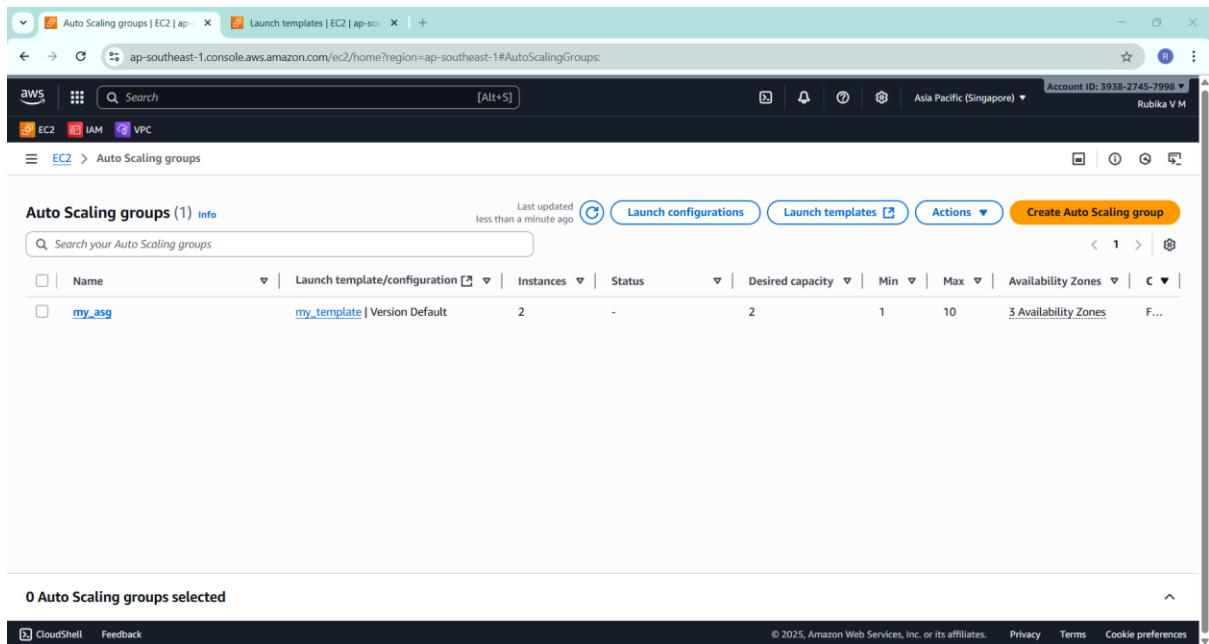 Auto Scaling groups | EC2 | ap-
Launch templates | EC2 | ap-sou
ap-southeast-1.console.aws.amazon.com/ec2/home?region=ap-southeast-1#AutoScalingGroups:
R
aws
Search
[Alt+S]
Asia Pacific (Singapore)
Account ID: 3938-2745-7998
Rubika V M
EC2 IAM VPC
EC2 > Auto Scaling groups
Auto Scaling groups (1) Info
Last updated
less than a minute ago
Launch configurations
Launch templates
Actions
Create Auto Scaling group
Search your Auto Scaling groups
< 1 >
Name Launch template/configuration Instances Status Desired capacity Min Max Availability Zones C
my_asg my_template | Version Default 2 - 2 1 10 3 Availability Zones F...
0 Auto Scaling groups selected
CloudShell Feedback © 2025, Amazon Web Services, Inc. or its affiliates. Privacy Terms Cookie preferences